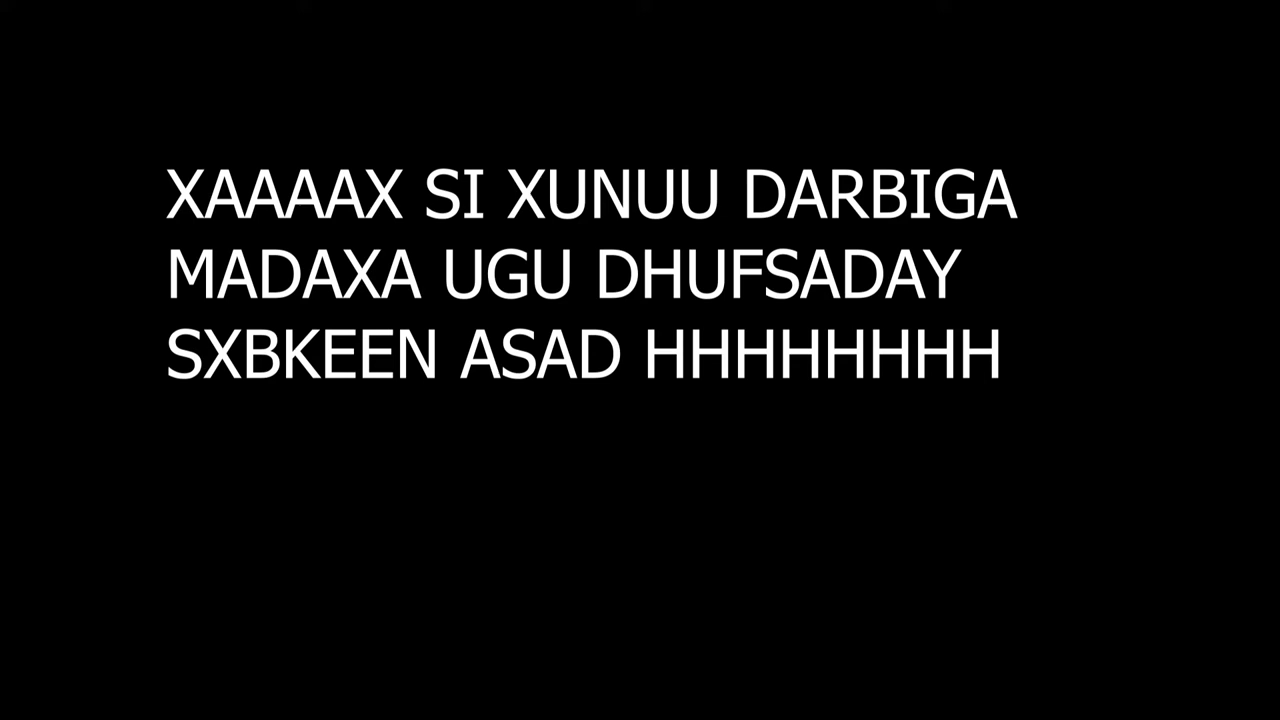 XAAAAX SI XUNUU DARBIGA
MADAXA UGU DHUFSADAY
SXBKEEN ASAD HHHHHHHH